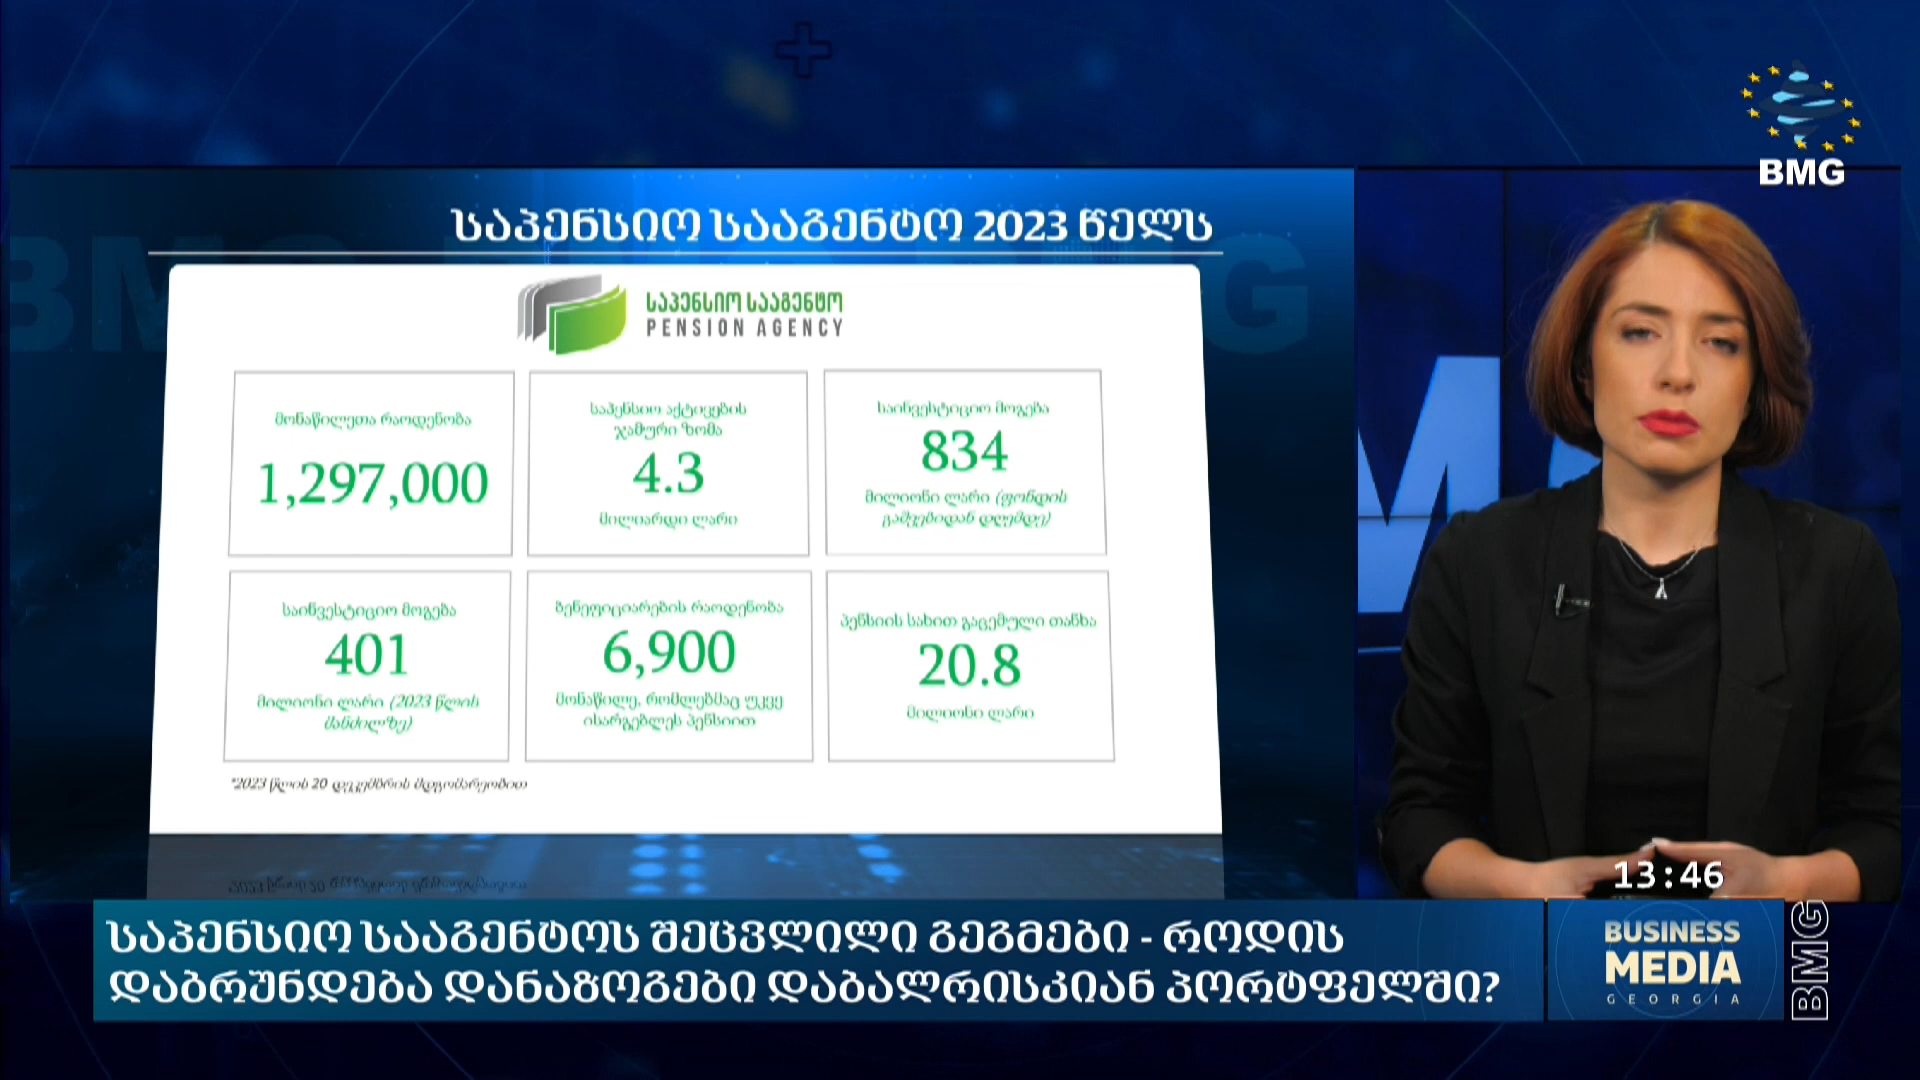 BMG
საპენსიო სააგენტო 2023 წელს
საპენსიო სააგენტო
PENSION AGENCY
მონაწილეთა რაოდენობა
1,297,000
საპენსიო აქტივების
ჯამური ზომა
4.3
მილიარდი ლარი
საინვესტიციო მოგება
834
მილიონი ლარი (ფონდის
გაშვებიდან დღემდე)
საინვესტიციო მოგება
401
მილიონი ლარი (2023 წლის
მანძილზე)
ბენეფიციარების რაოდენობა
6,900
მონაწილე, რომლებმაც უკვე
ისარგებლეს პენსიით
პენსიის სახით გაცემული თანხა
20.8
მილიონი ლარი
*2023 წლის 20 დეკემბრის მდგომარეობით
13:46
საპენსიო სააგენტოს შეცვლილი გეგმები - როდის
დაბრუნდება დანაზოგები დაბალრისკიან პორტფელში?
BUSINESS
MEDIA
GEORGIA
BMG